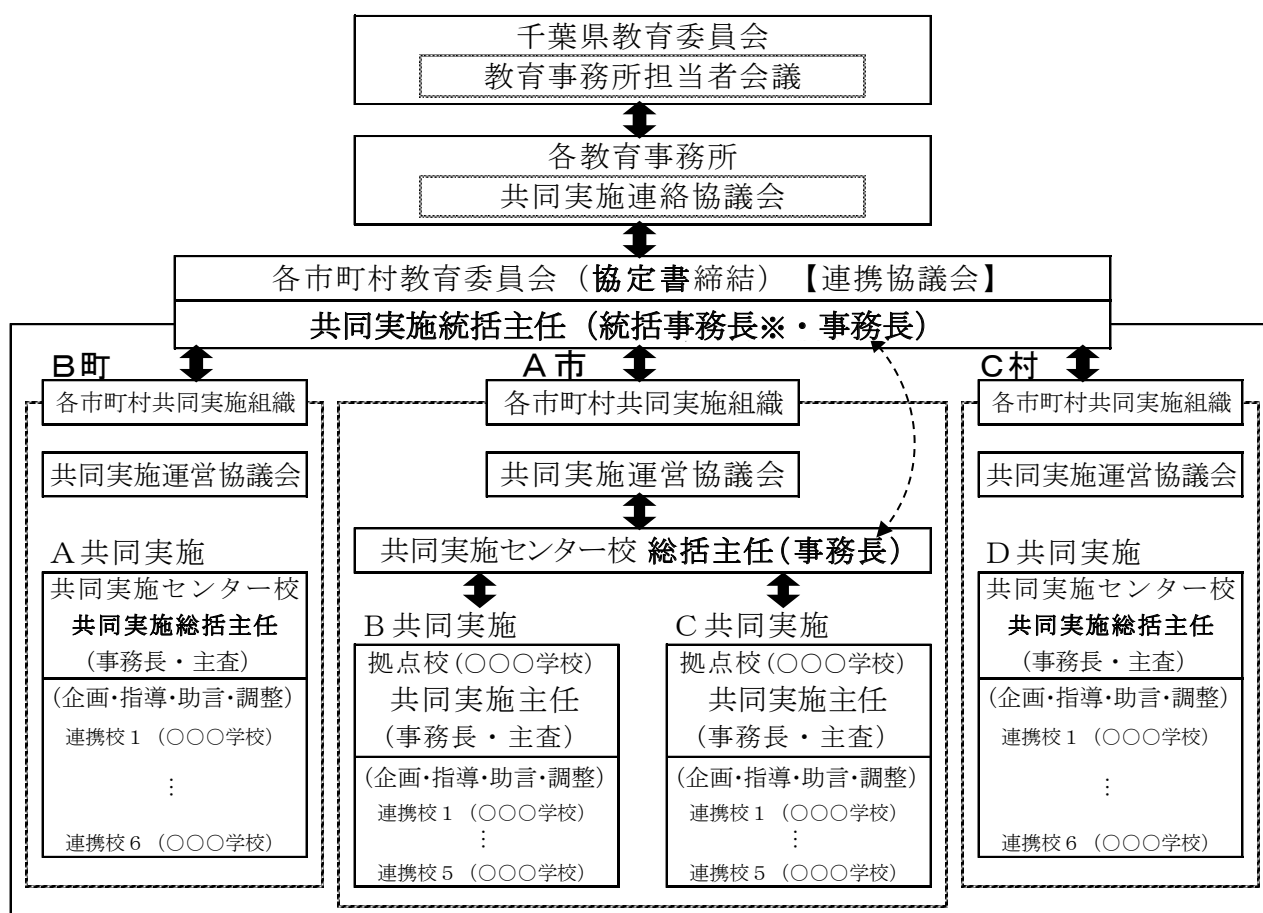 千葉県教育委員会
教育事務所担当者会議
各教育事務所
共同実施連絡協議会
各市町村教育委員会（協定書締結）【連携協議会】
共同実施統括主任（統括事務長※・事務長）
B町
各市町村共同実施組織
共同実施運営協議会
A共同実施
共同実施センター校
共同実施総括主任
（事務長・主査）
（企画・指導・助言・調整）
連携校１（○○○学校）
⋮
連携校６（○○○学校）
A市
各市町村共同実施組織
共同実施運営協議会
共同実施センター校 総括主任（事務長）
B共同実施
拠点校（○○○学校）
共同実施主任
（事務長・主査）
（企画・指導・助言・調整）
連携校１（○○○学校）
⋮
連携校５（○○○学校）
C共同実施
拠点校（○○○学校）
共同実施主任
（事務長・主査）
（企画・指導・助言・調整）
連携校１（○○○学校）
⋮
連携校５（○○○学校）
C村
各市町村共同実施組織
共同実施運営協議会
D共同実施
共同実施センター校
共同実施総括主任
（事務長・主査）
（企画・指導・助言・調整）
連携校１（○○○学校）
⋮
連携校６（○○○学校）